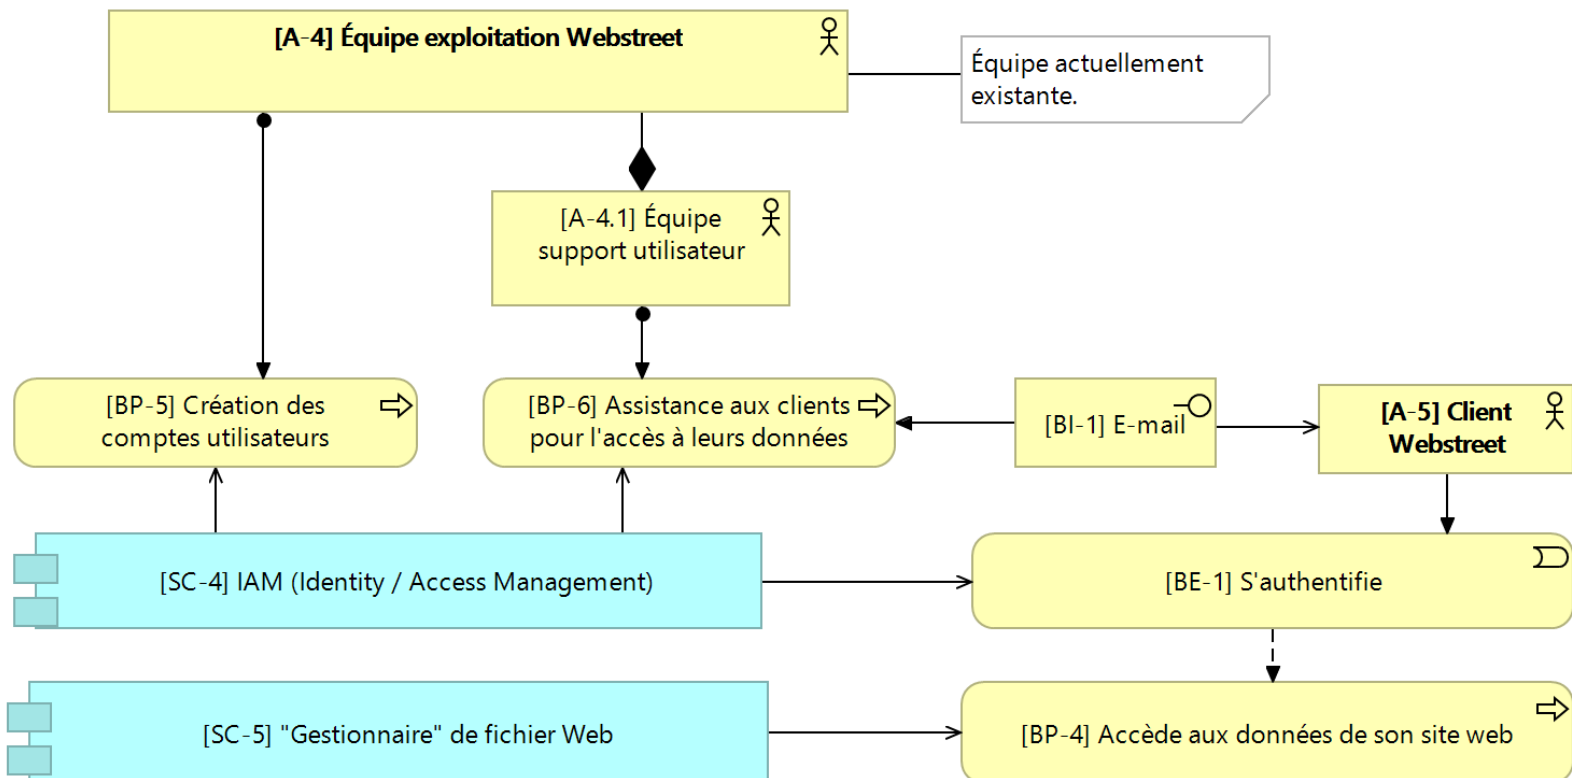 [A-4] Équipe exploitation Webstreet
Équipe actuellement
existante.
[A-4.1] Équipe
support utilisateur
[BP-5] Création des
comptes utilisateurs
[BP-6] Assistance aux clients
pour l'accès à leurs données
[BI-1] E-mail
[A-5] Client
Webstreet
[SC-4] IAM (Identity / Access Management)
[BE-1] S'authentifie
[SC-5] "Gestionnaire" de fichier Web
[BP-4] Accède aux données de son site web